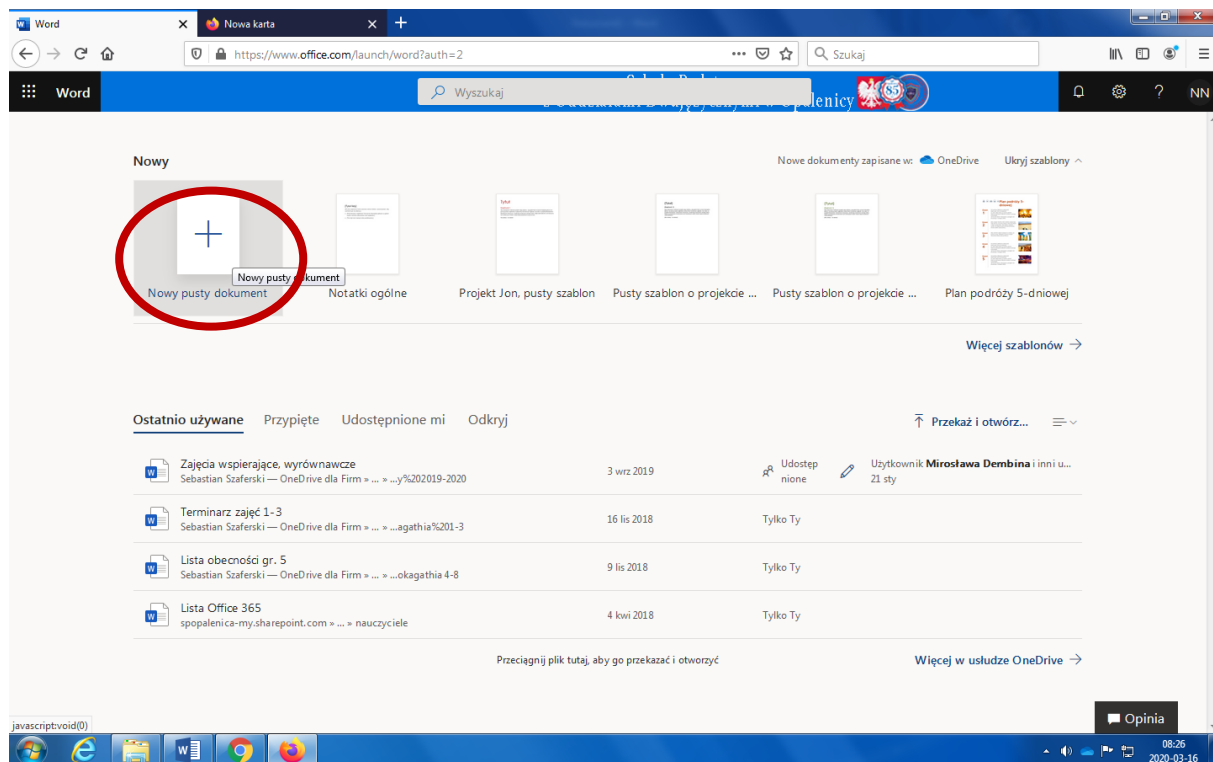 Word
Nowa karta
https://www.office.com/launch/word?auth=2
Szukaj
Word
Wyszukaj
NN
Nowy
Nowe dokumenty zapisane w: OneDrive
Ukryj szablony
Nowy pusty dokument
Nowy pusty dokument
Notatki ogólne
Projekt Jon, pusty szablon
Pusty szablon o projekcie ...
Pusty szablon o projekcie ...
Plan podróży 5-dniowej
Więcej szablonów →
Ostatnio używane
Przypięte
Udostępnione mi
Odkryj
Przekaż i otwórz...
Zajęcia wspierające, wyrównawcze
Sebastian Szaferski — OneDrive dla Firm » ... » ...y%202019-2020
3 wrz 2019
Udostęp
nione
Użytkownik Mirosława Dembina i inni u...
21 sty
Terminarz zajęć 1-3
Sebastian Szaferski — OneDrive dla Firm » ... » ...agathia%201-3
16 lis 2018
Tylko Ty
Lista obecności gr. 5
Sebastian Szaferski — OneDrive dla Firm » ... » ...okagathia 4-8
9 lis 2018
Tylko Ty
Lista Office 365
spopalenica-my.sharepoint.com » ... » nauczyciele
4 kwi 2018
Tylko Ty
Przeciągnij plik tutaj, aby go przekazać i otworzyć
Więcej w usłudze OneDrive →
Opinia
javascript:void(0)
08:26
2020-03-16